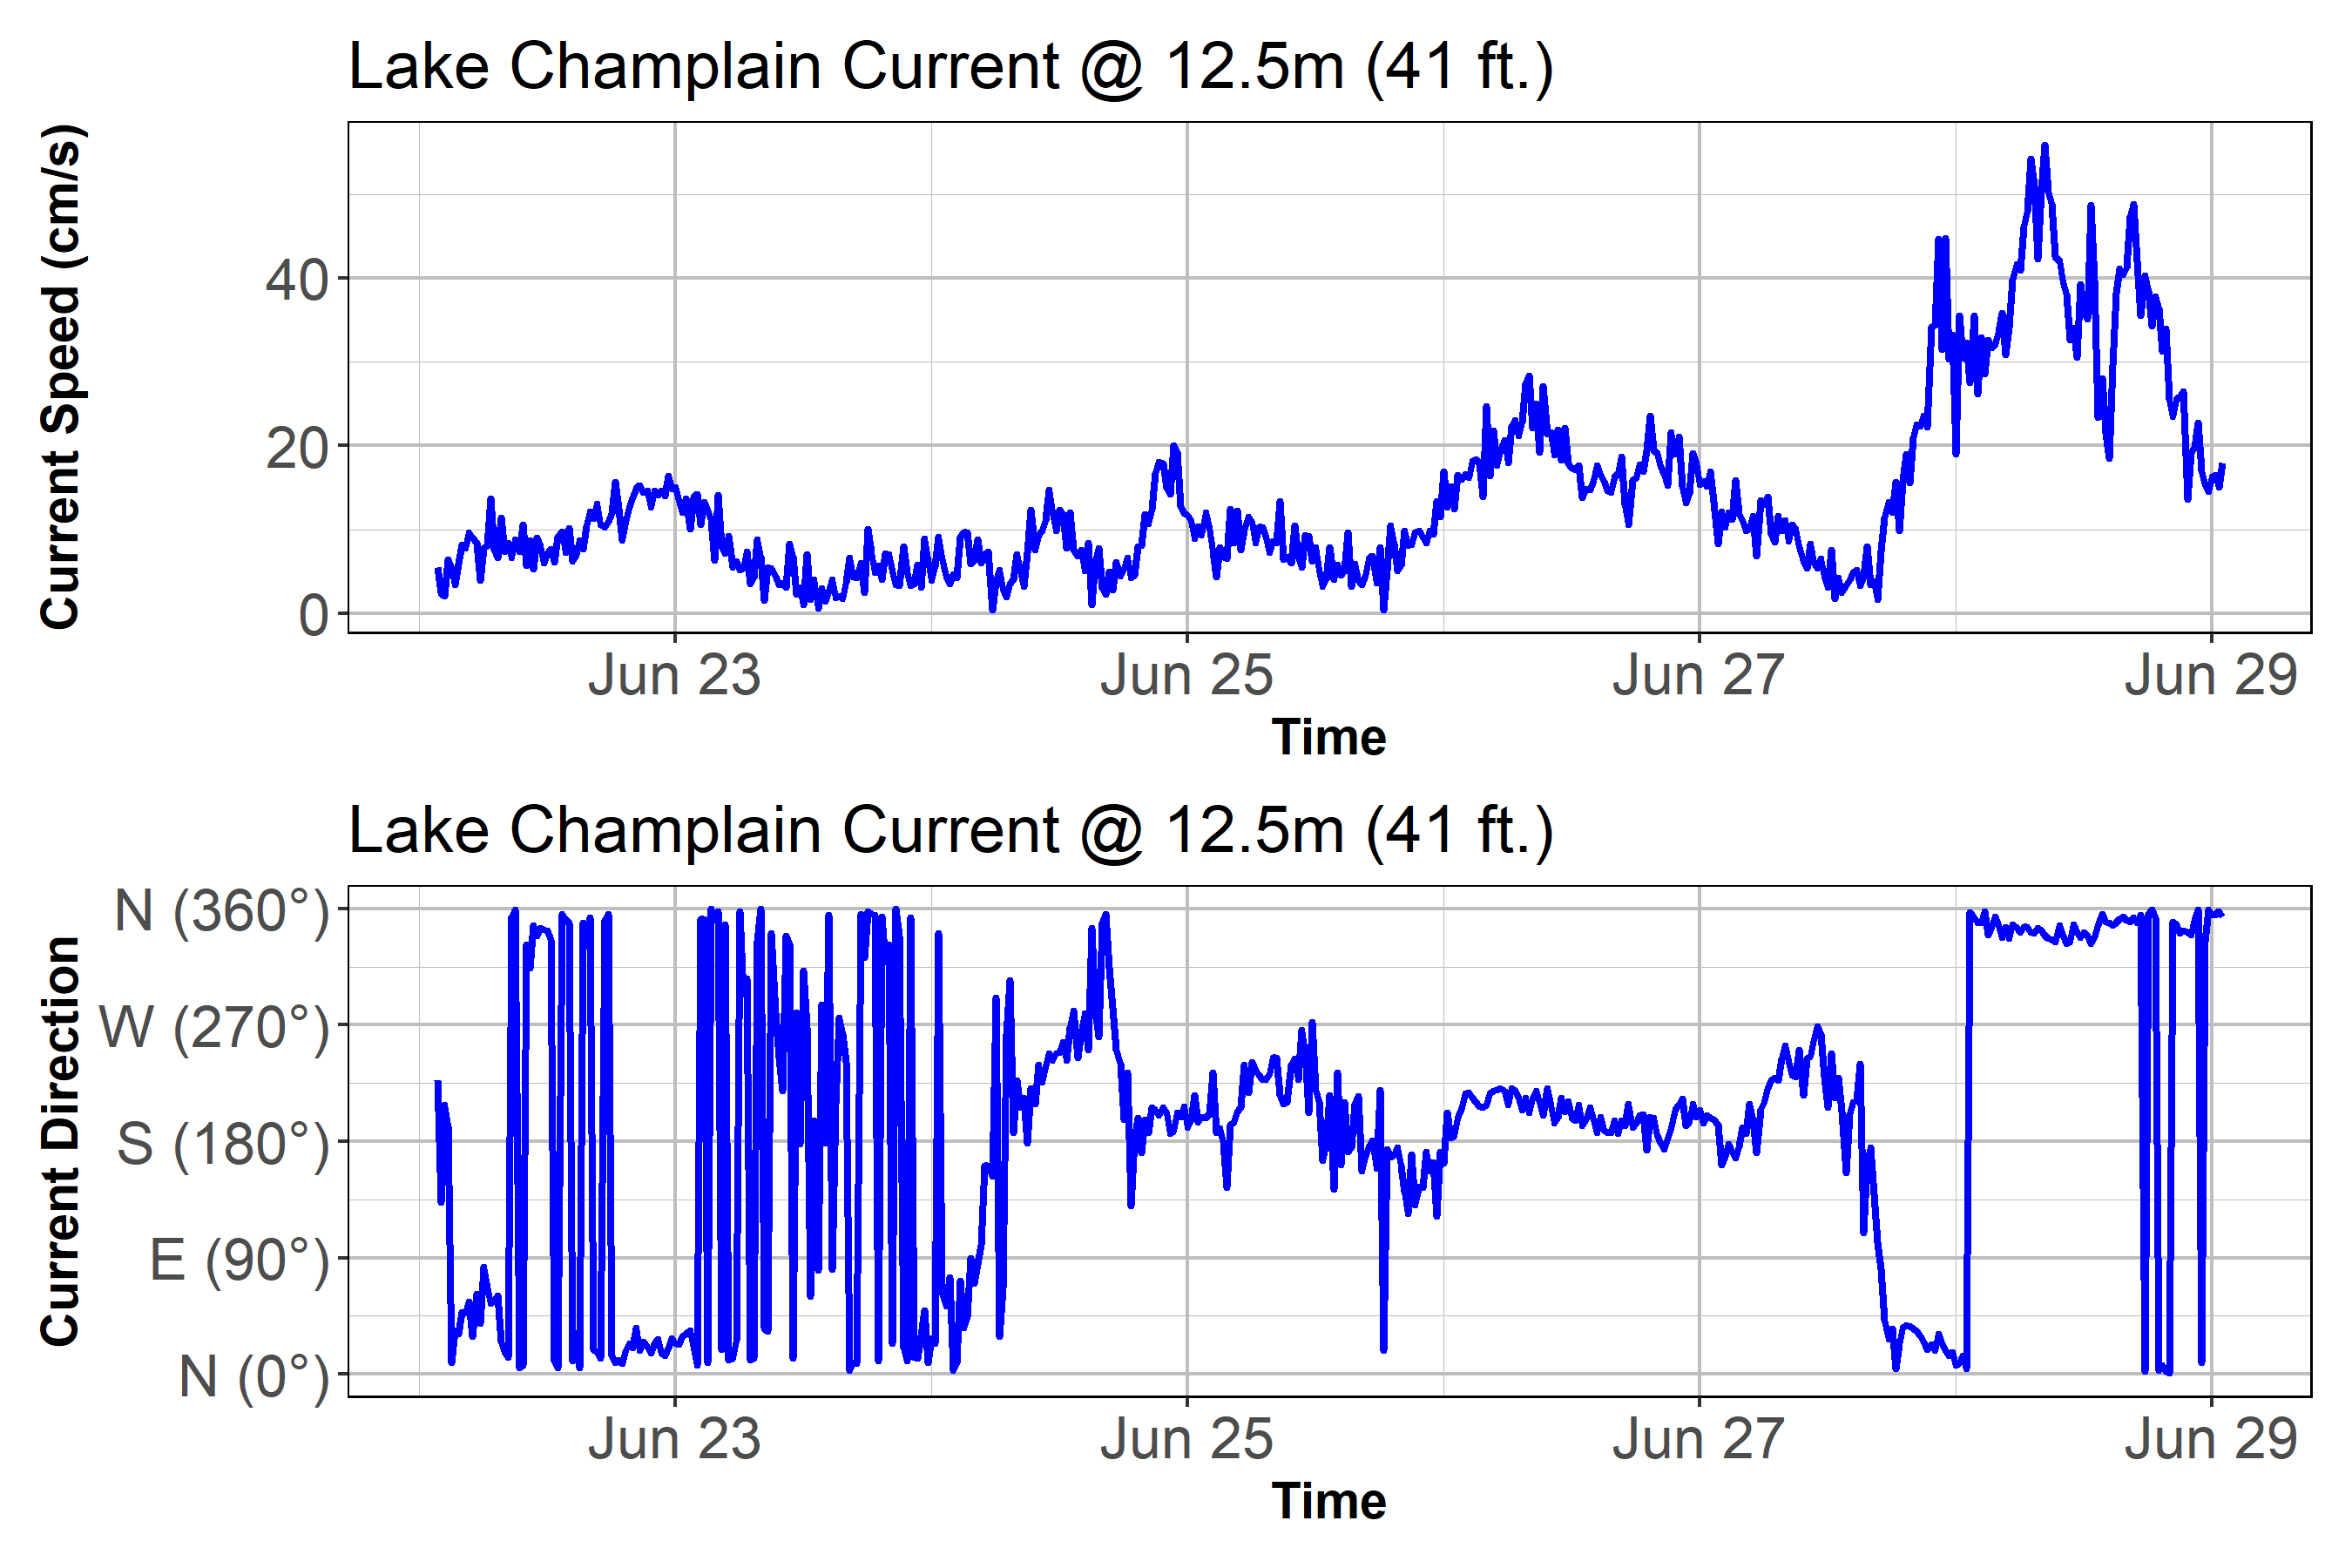 Lake Champlain Current @ 12.5m (41 ft.)
Current Speed (cm/s)
40
20
0
Jun 23 Jun 25 Jun 27 Jun 29
Time
Lake Champlain Current @ 12.5m (41 ft.)
Current Direction
N (360°)
W (270°)
S (180°)
E (90°)
N (0°)
Jun 23 Jun 25 Jun 27 Jun 29
Time